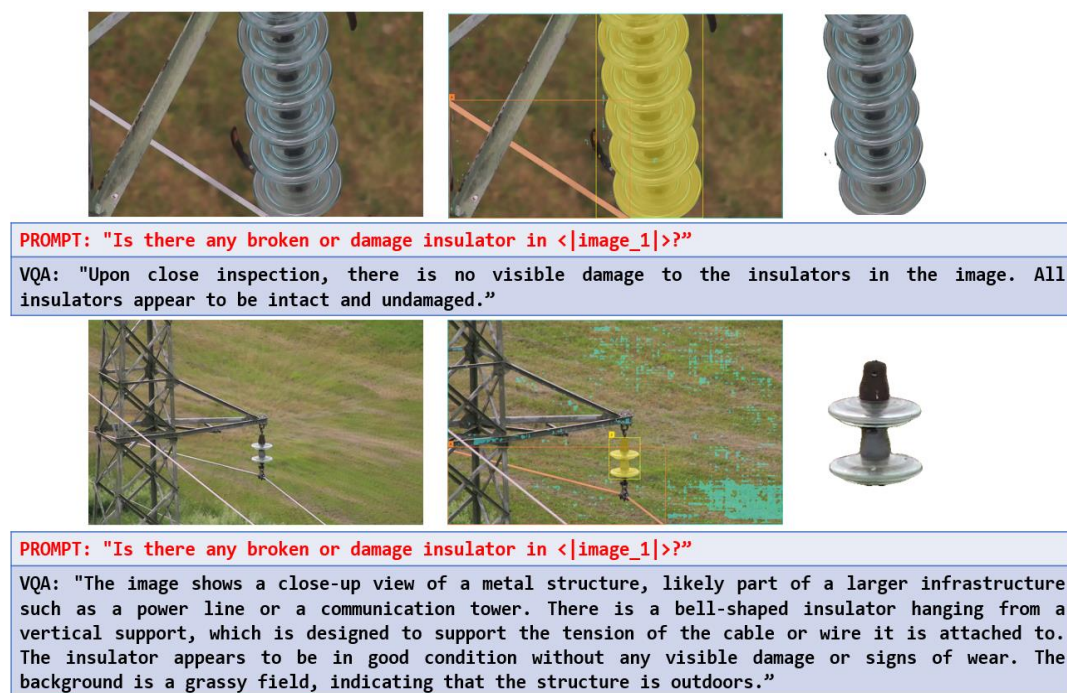 PROMPT: "Is there any broken or damage insulator in <|image_1|>?”
VQA: "Upon close inspection, there is no visible damage to the insulators in the image. All
insulators appear to be intact and undamaged.”
PROMPT: "Is there any broken or damage insulator in <|image_1|>?”
VQA: "The image shows a close-up view of a metal structure, likely part of a larger infrastructure
such as a power line or a communication tower. There is a bell-shaped insulator hanging from a
vertical support, which is designed to support the tension of the cable or wire it is attached to.
The insulator appears to be in good condition without any visible damage or signs of wear. The
background is a grassy field, indicating that the structure is outdoors.”